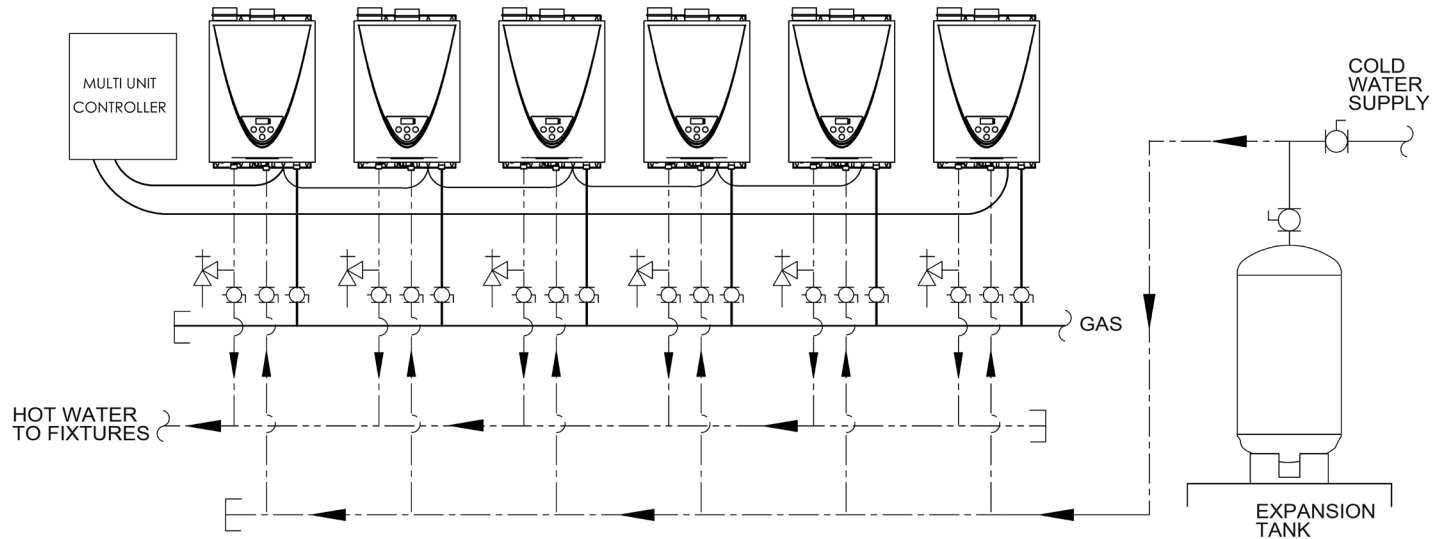 MULTI UNIT
CONTROLLER
COLD
WATER
SUPPLY
GAS
HOT WATER
TO FIXTURES
EXPANSION
TANK